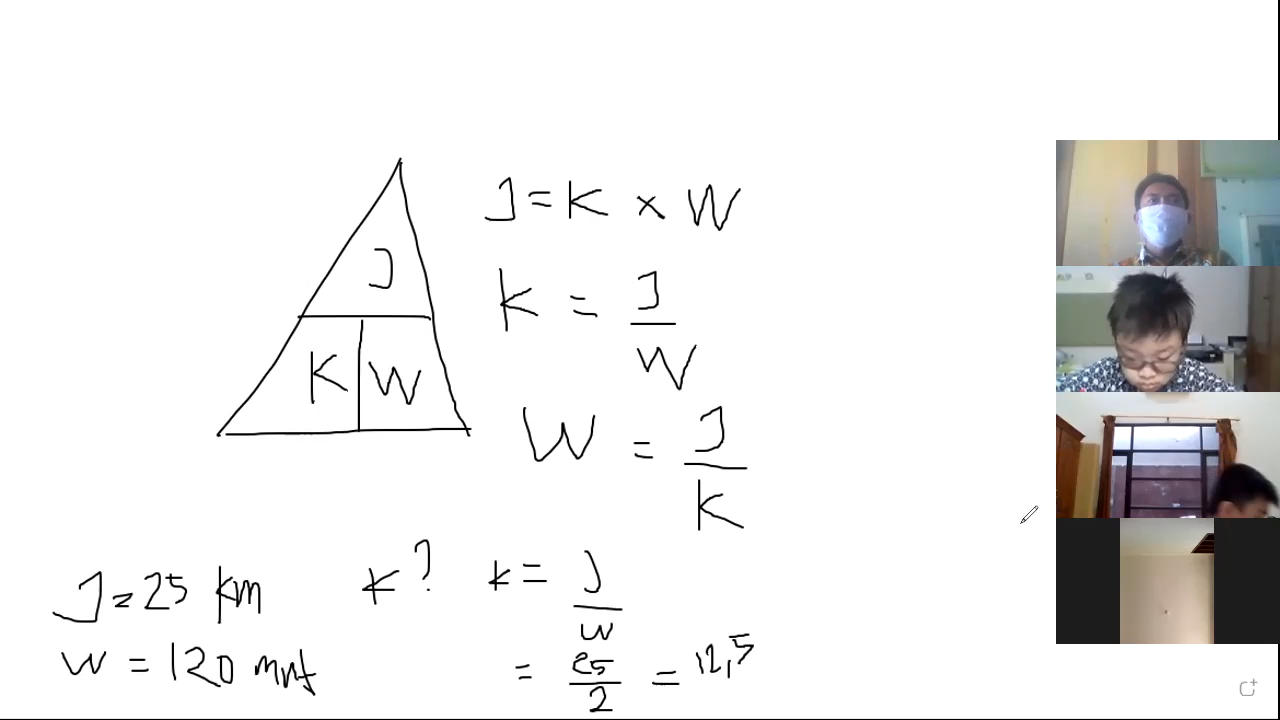 J
K W
J = K x W
K = J / W
W = J / K
J = 25 km
W = 120 mnt
K?
K = J / W
= 25 / 2 = 12,5